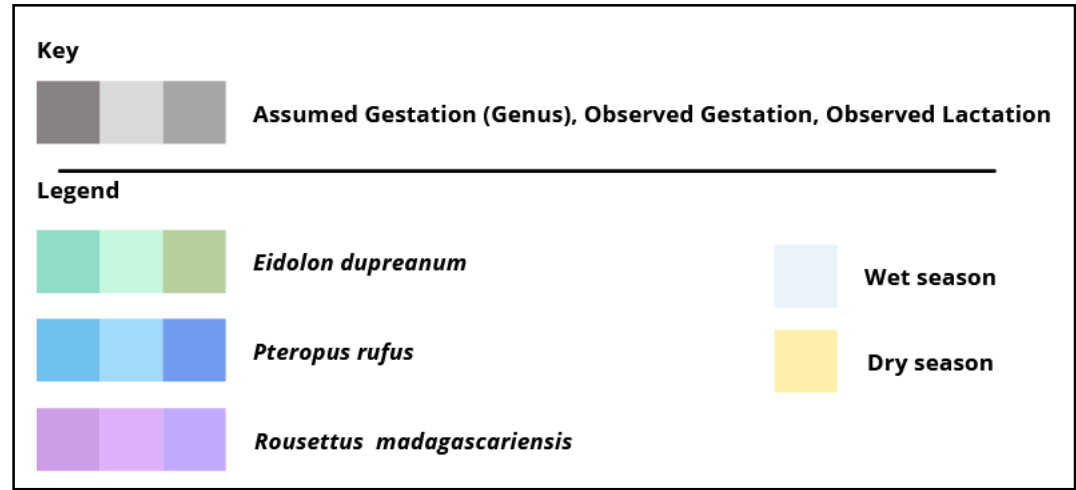 Key
Assumed Gestation (Genus), Observed Gestation, Observed Lactation
Legend
Eidolon dupreanum
Wet season
Pteropus rufus
Dry season
Rousettus madagascariensis